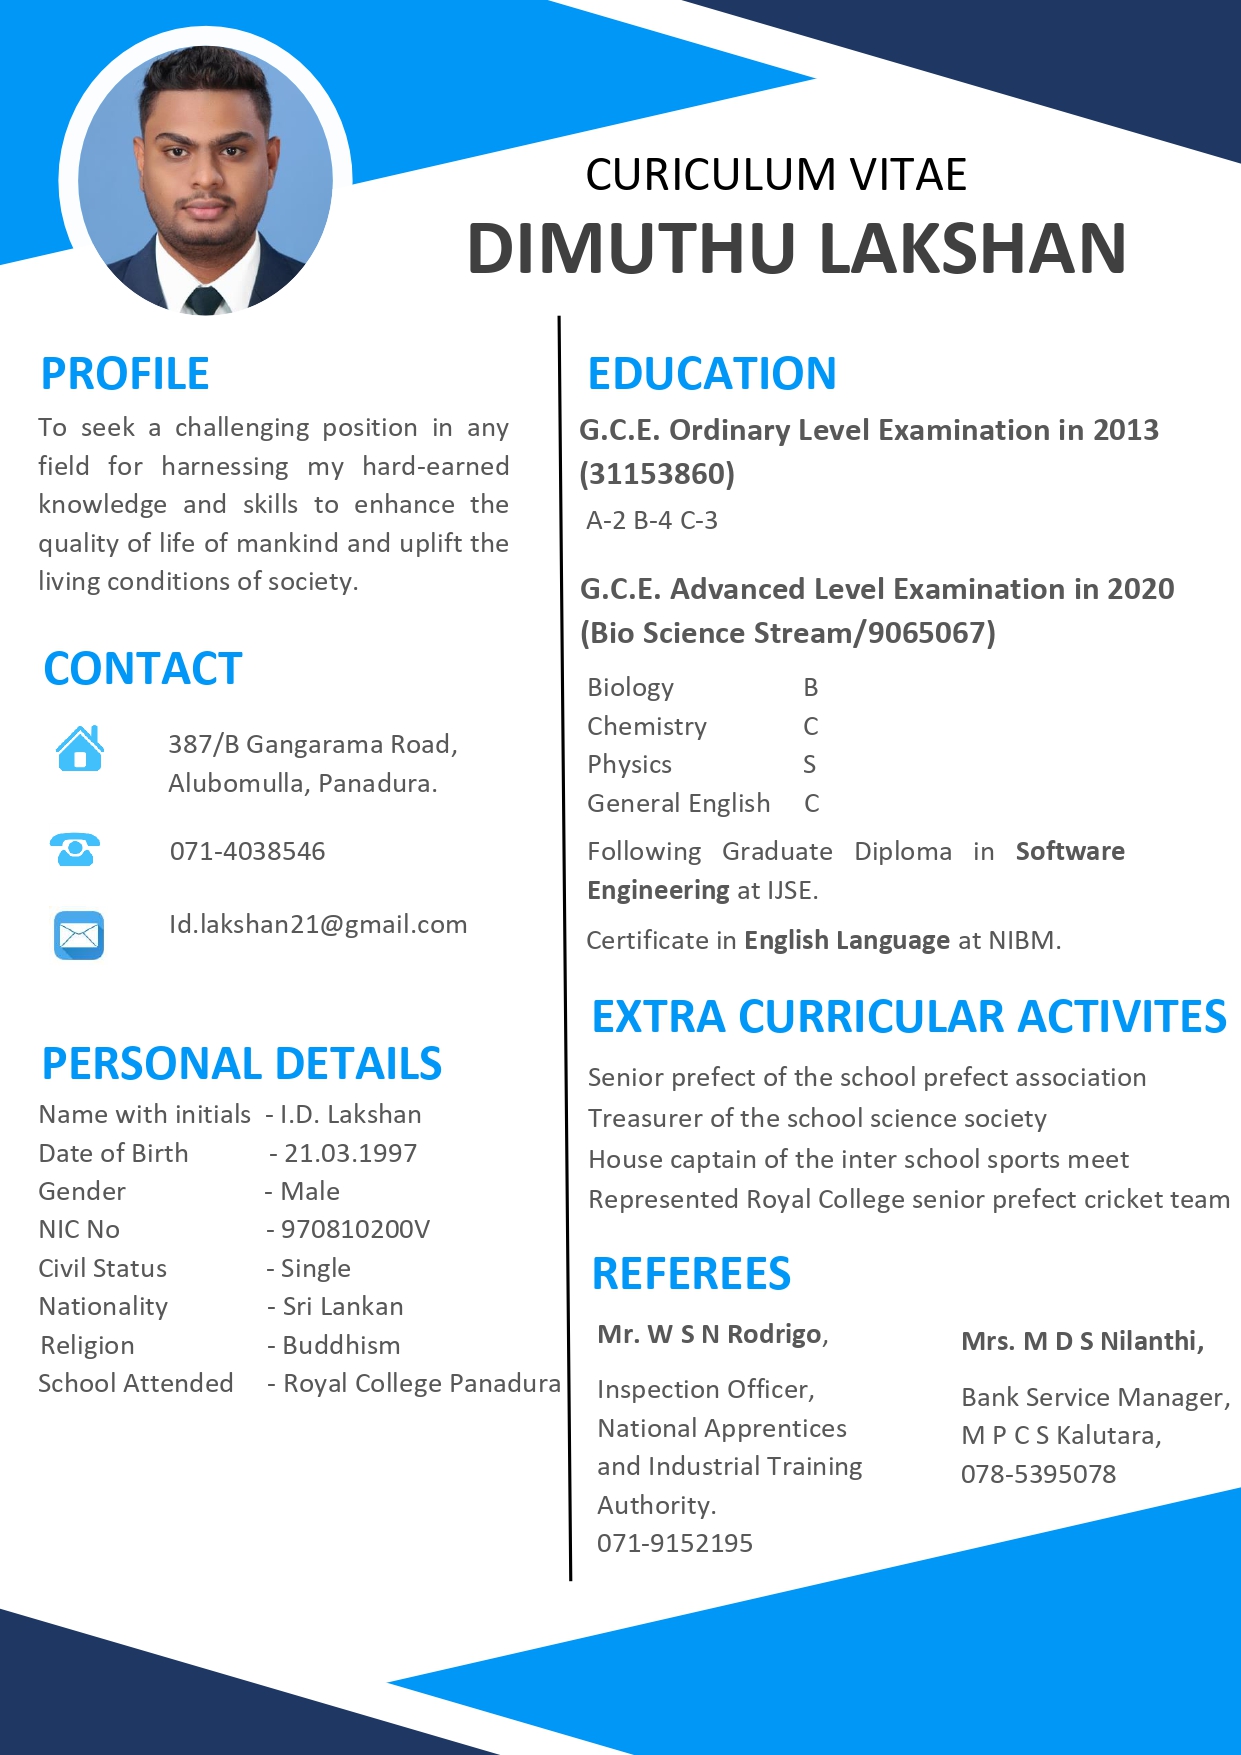 CURICULUM VITAE
DIMUTHU LAKSHAN
PROFILE
To seek a challenging position in any
field for harnessing my hard-earned
knowledge and skills to enhance the
quality of life of mankind and uplift the
living conditions of society.
CONTACT
387/B Gangarama Road,
Alubomulla, Panadura.
071-4038546
Id.lakshan21@gmail.com
PERSONAL DETAILS
Name with initials - I.D. Lakshan
Date of Birth - 21.03.1997
Gender - Male
NIC No - 970810200V
Civil Status - Single
Nationality - Sri Lankan
Religion - Buddhism
School Attended - Royal College Panadura
EDUCATION
G.C.E. Ordinary Level Examination in 2013
(31153860)
A-2 B-4 C-3
G.C.E. Advanced Level Examination in 2020
(Bio Science Stream/9065067)
Biology B
Chemistry C
Physics S
General English C
Following Graduate Diploma in Software
Engineering at IJSE.
Certificate in English Language at NIBM.
EXTRA CURRICULAR ACTIVITES
Senior prefect of the school prefect association
Treasurer of the school science society
House captain of the inter school sports meet
Represented Royal College senior prefect cricket team
REFEREES
Mr. W S N Rodrigo,
Inspection Officer,
National Apprentices
and Industrial Training
Authority.
071-9152195
Mrs. M D S Nilanthi,
Bank Service Manager,
M P C S Kalutara,
078-5395078